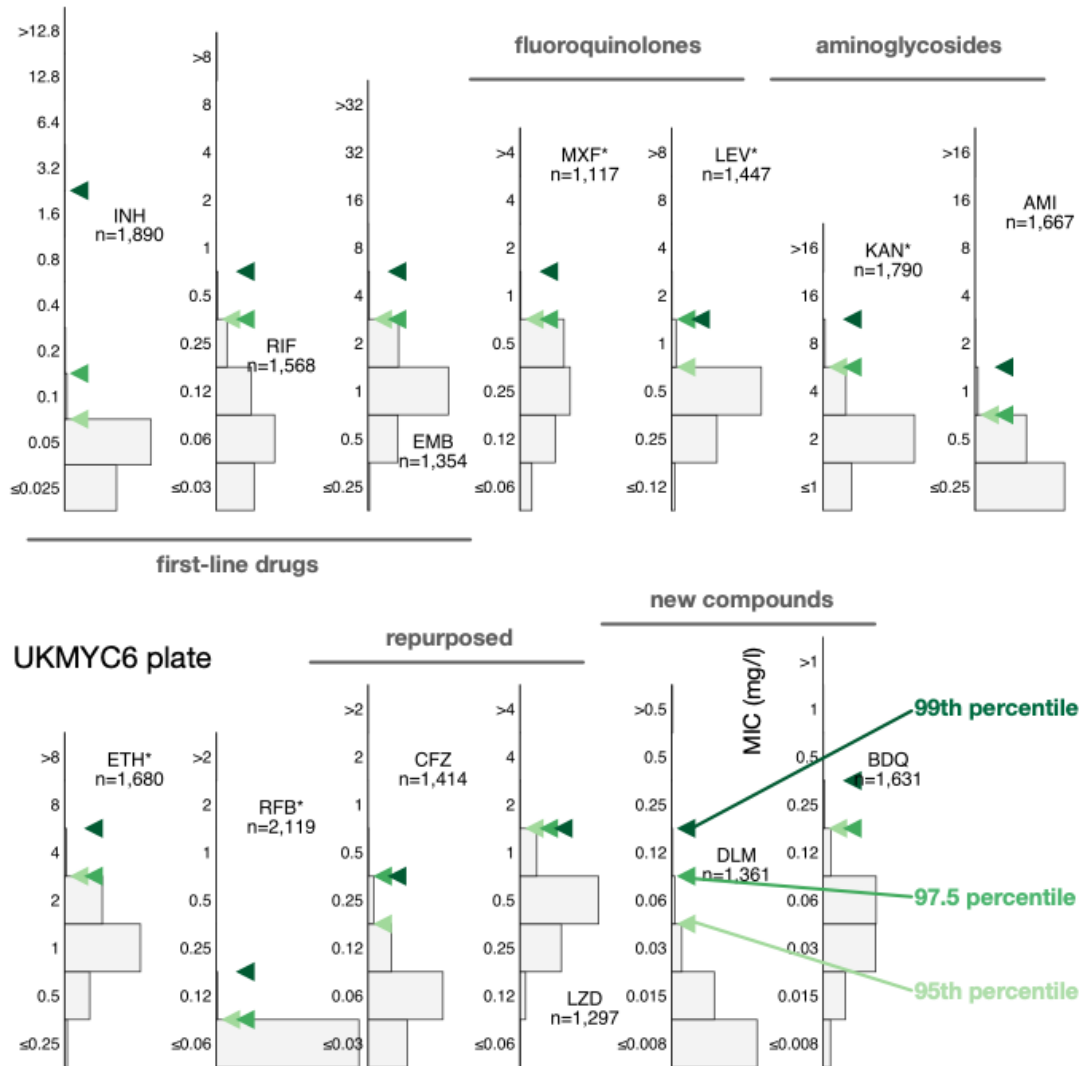 fluoroquinolones
aminoglycosides
>12.8
12.8
6.4
3.2
1.6
0.8
0.4
0.2
0.1
0.05
≤0.025
INH
n=1,890
>8
8
4
2
1
0.5
0.25
0.12
0.06
≤0.03
RIF
n=1,568
>32
32
16
8
4
2
1
0.5
≤0.25
EMB
n=1,354
>4
4
2
1
0.5
0.25
0.12
≤0.06
MXF*
n=1,117
>8
8
4
2
1
0.5
0.25
≤0.12
LEV*
n=1,447
>16
16
8
4
2
≤1
KAN*
n=1,790
>16
16
8
4
2
1
0.5
≤0.25
AMI
n=1,667
first-line drugs
new compounds
repurposed
UKMYC6 plate
>8
8
4
2
1
0.5
≤0.25
ETH*
n=1,680
>2
2
1
0.5
0.25
0.12
≤0.06
RFB*
n=2,119
>2
2
1
0.5
0.25
0.12
0.06
≤0.03
CFZ
n=1,414
>4
4
2
1
0.5
0.25
0.12
≤0.06
LZD
n=1,297
>0.5
0.5
0.25
0.12
0.06
0.03
0.015
≤0.008
DLM
n=1,361
MIC (mg/l)
>1
1
0.5
0.25
0.12
0.06
0.03
0.015
≤0.008
BDQ
n=1,631
99th percentile
97.5 percentile
95th percentile